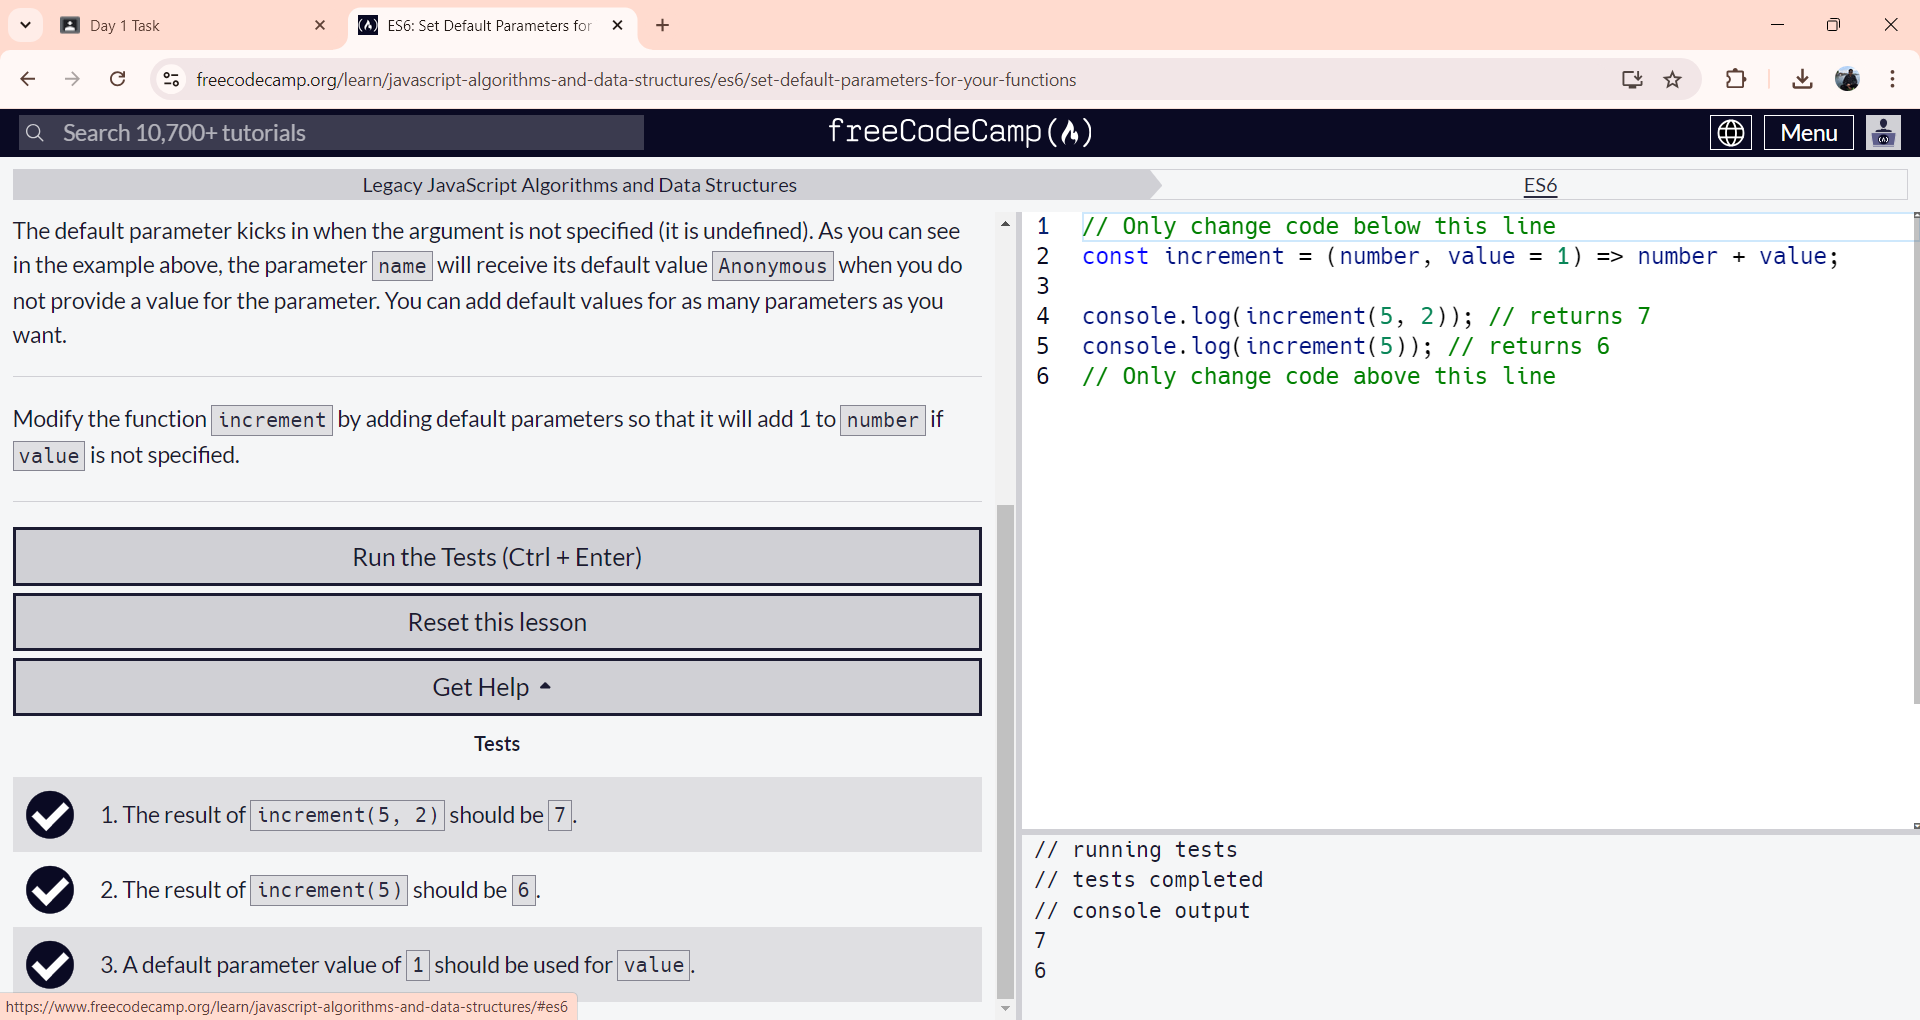 Day 1 Task
ES6: Set Default Parameters for
freecodecamp.org/learn/javascript-algorithms-and-data-structures/es6/set-default-parameters-for-your-functions
Search 10,700+ tutorials
freeCodeCamp(🔥)
Menu
Legacy JavaScript Algorithms and Data Structures
ES6
The default parameter kicks in when the argument is not specified (it is undefined). As you can see
in the example above, the parameter name will receive its default value Anonymous when you do
not provide a value for the parameter. You can add default values for as many parameters as you
want.
Modify the function increment by adding default parameters so that it will add 1 to number if
value is not specified.
Run the Tests (Ctrl + Enter)
Reset this lesson
Get Help
Tests
1. The result of increment(5, 2) should be 7.
2. The result of increment(5) should be 6.
3. A default parameter value of 1 should be used for value.
https://www.freecodecamp.org/learn/javascript-algorithms-and-data-structures/#es6
1 // Only change code below this line
2 const increment = (number, value = 1) => number + value;
3
4 console.log(increment(5, 2)); // returns 7
5 console.log(increment(5)); // returns 6
6 // Only change code above this line
// running tests
// tests completed
// console output
7
6